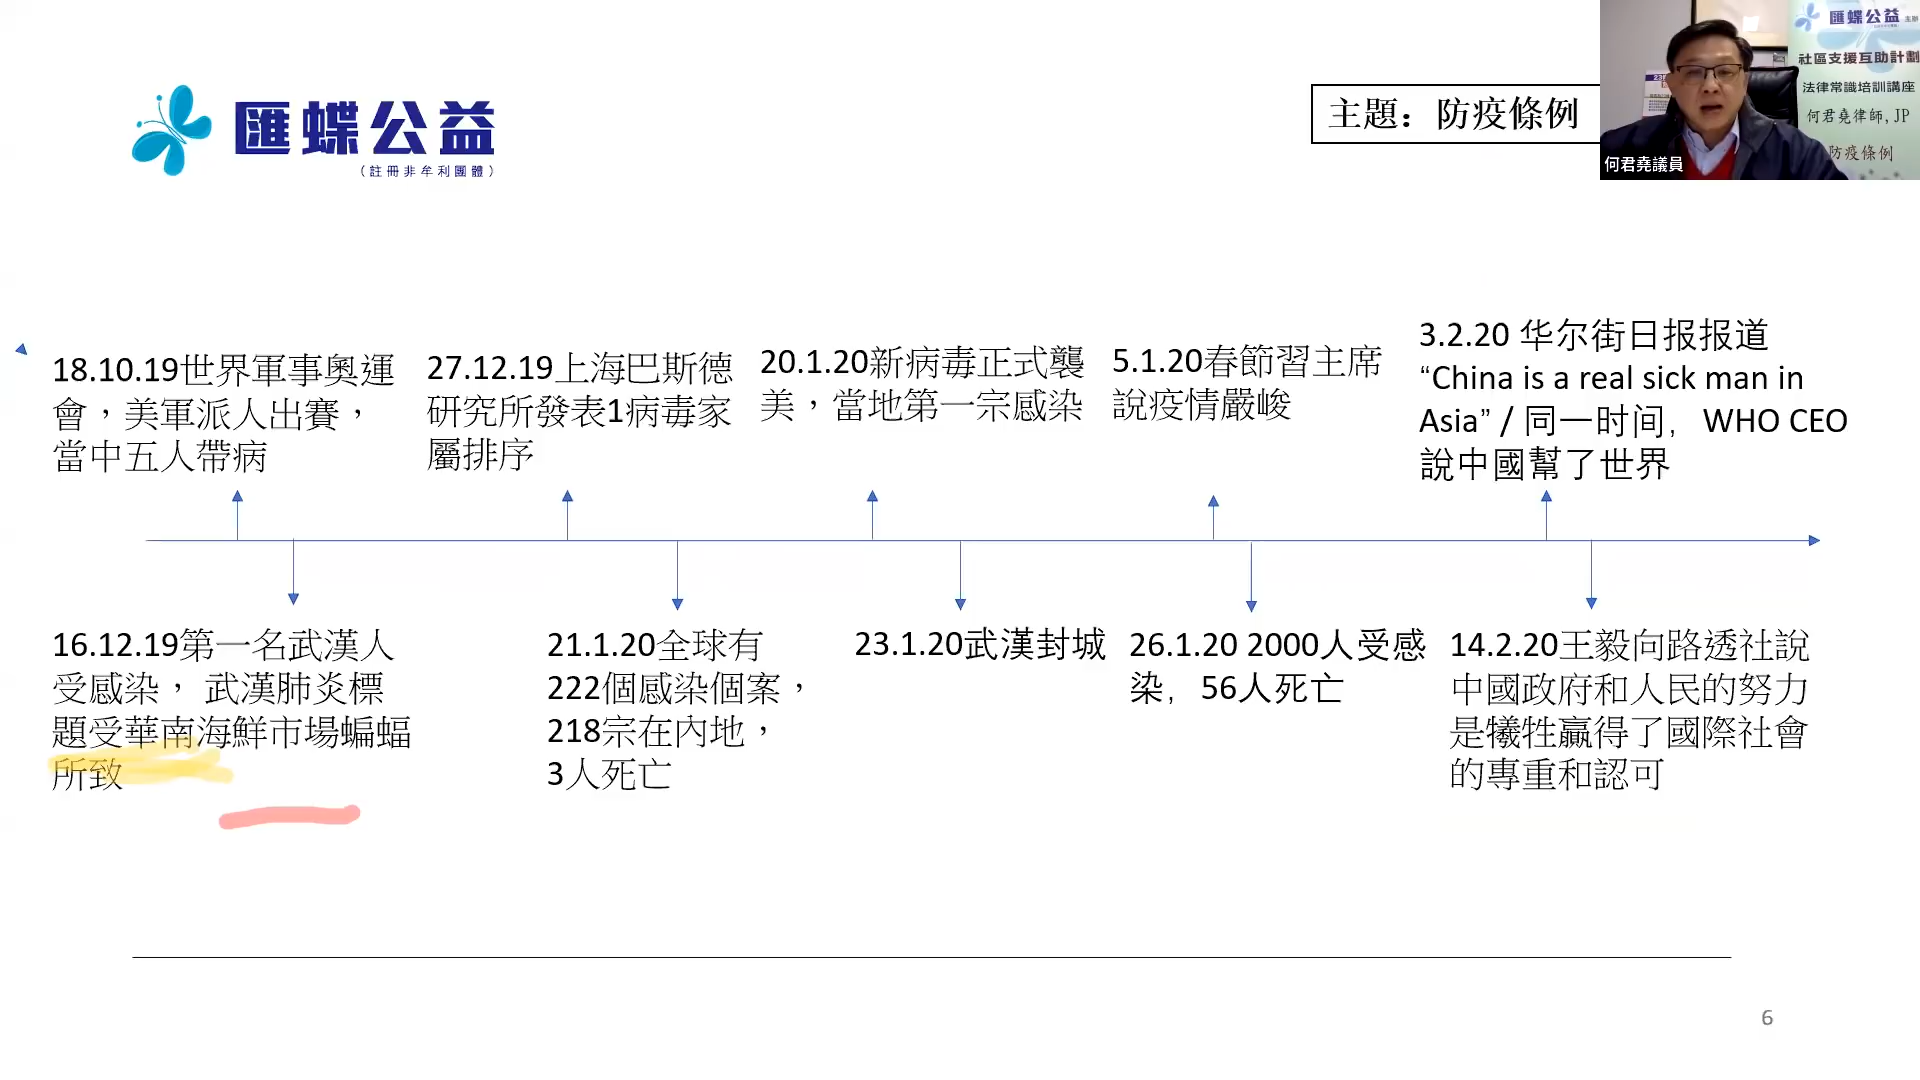 匯蝶公益
（註冊非牟利團體）
主題：防疫條例
匯蝶公益
社區支援互助計劃
法律常識培訓講座
何君堯律師,JP
防疫條例
何君堯議員
18.10.19世界軍事奧運
會，美軍派人出賽，
當中五人帶病
27.12.19上海巴斯德
研究所發表1病毒家
屬排序
20.1.20新病毒正式襲
美，當地第一宗感染
5.1.20春節習主席
說疫情嚴峻
3.2.20 华尔街日报报道
“China is a real sick man in
Asia” / 同一时间，WHO CEO
說中國幫了世界
16.12.19第一名武漢人
受感染， 武漢肺炎標
題受華南海鮮市場蝙蝠
所致
21.1.20全球有
222個感染個案，
218宗在內地，
3人死亡
23.1.20武漢封城
26.1.20 2000人受感
染，56人死亡
14.2.20王毅向路透社說
中國政府和人民的努力
是犧牲贏得了國際社會
的專重和認可
6